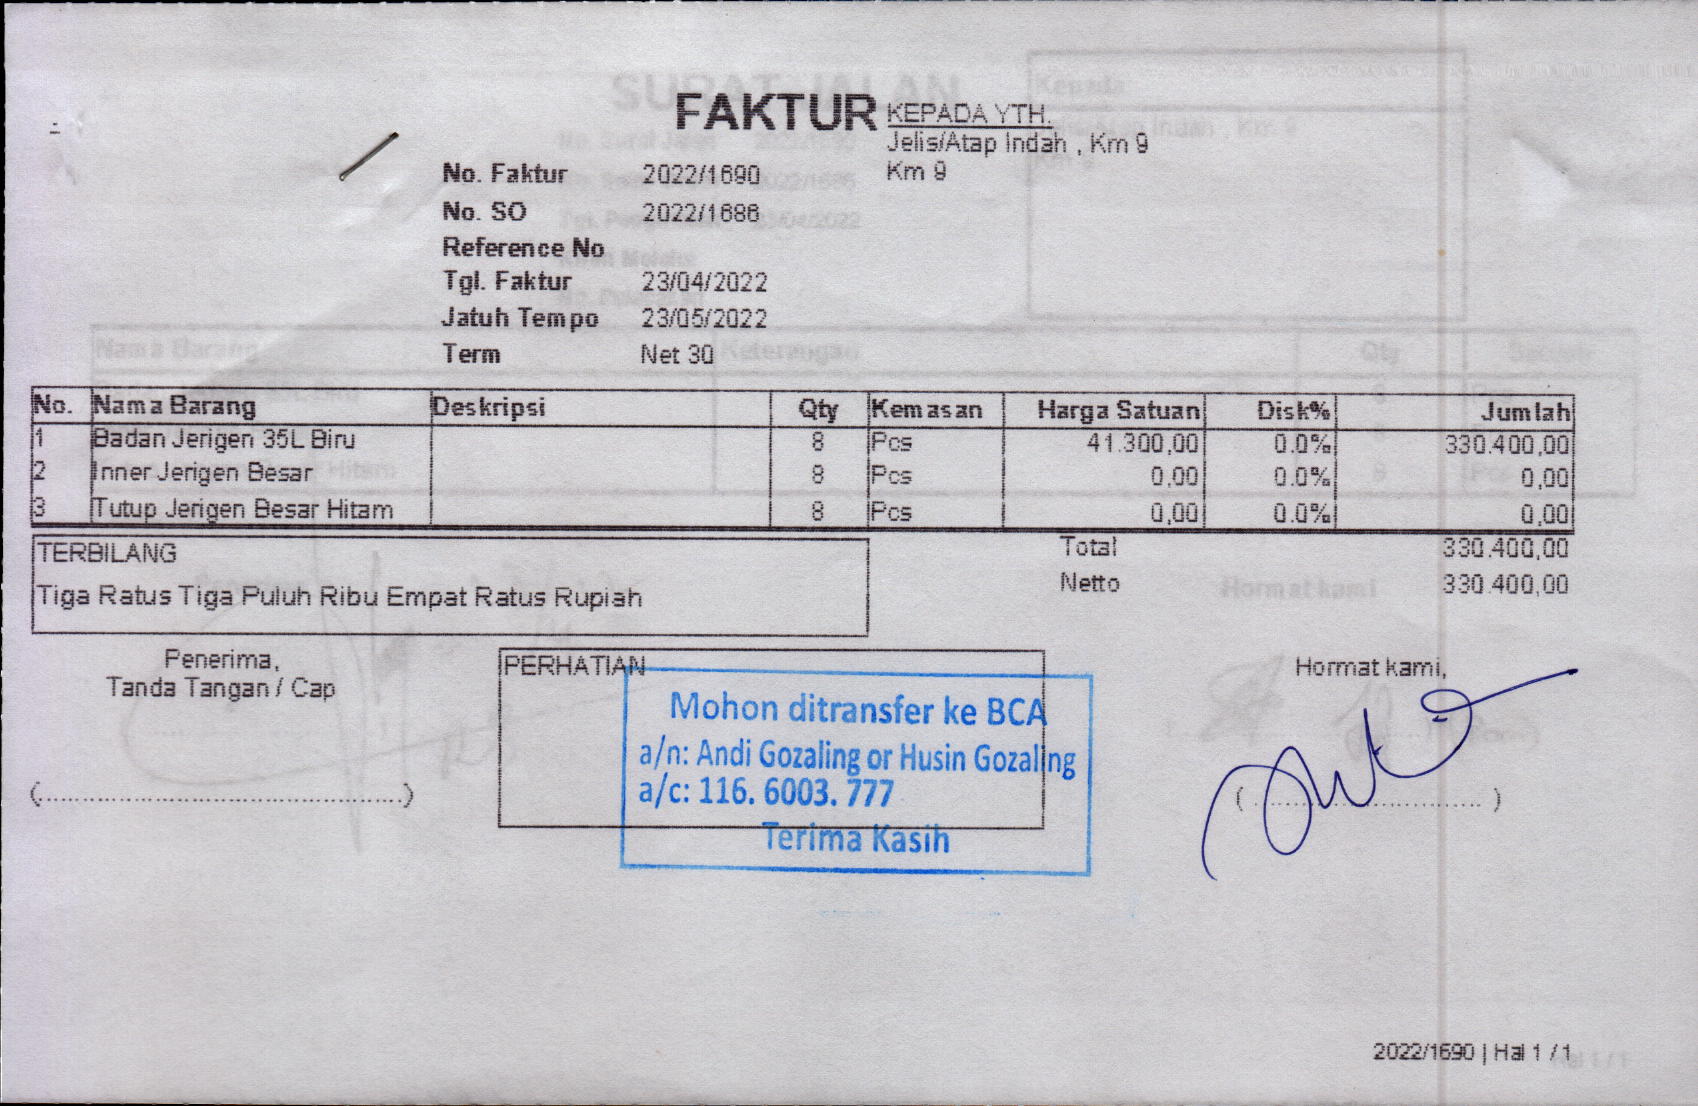 FAKTUR
KEPADA YTH.
Jelis/Atap Indah , Km 9
Km 9
No. Faktur 2022/1690
No. SO 2022/1686
Reference No
Tgl. Faktur 23/04/2022
Jatuh Tempo 23/05/2022
Term Net 30
No. Nama Barang Deskripsi Qty Kemasan Harga Satuan Disk% Jumlah
1 Badan Jerigen 35L Biru 8 Pcs 41.300,00 0.0% 330.400,00
2 Inner Jerigen Besar 8 Pcs 0,00 0.0% 0,00
3 Tutup Jerigen Besar Hitam 8 Pcs 0,00 0.0% 0,00
TERBILANG
Tiga Ratus Tiga Puluh Ribu Empat Ratus Rupiah
Total 330.400,00
Netto 330.400,00
Penerima,
Tanda Tangan / Cap
(................................................)
PERHATIAN
Mohon ditransfer ke BCA
a/n: Andi Gozaling or Husin Gozaling
a/c: 116. 6003. 777
Terima Kasih
Hormat kami,
( .............................. )
2022/1690 | Hal 1 / 1